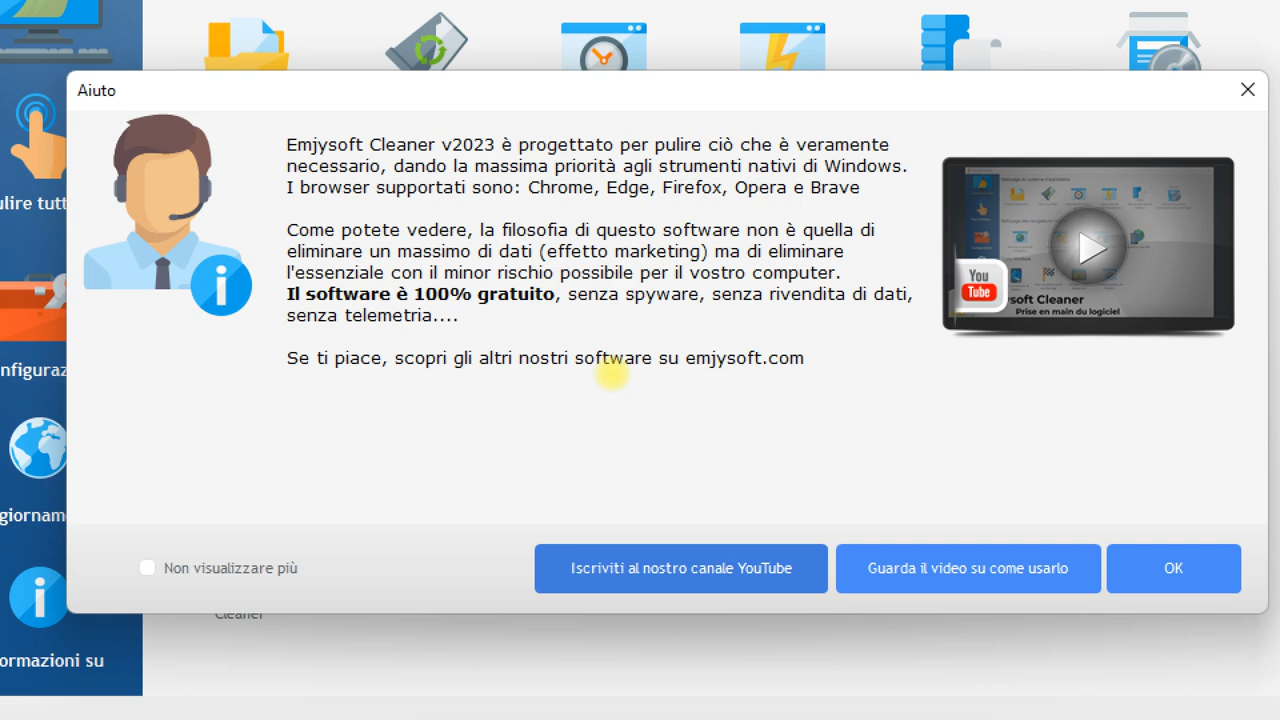 Aiuto
Emjysoft Cleaner v2023 è progettato per pulire ciò che è veramente
necessario, dando la massima priorità agli strumenti nativi di Windows.
I browser supportati sono: Chrome, Edge, Firefox, Opera e Brave
Come potete vedere, la filosofia di questo software non è quella di
eliminare un massimo di dati (effetto marketing) ma di eliminare
l'essenziale con il minor rischio possibile per il vostro computer.
Il software è 100% gratuito, senza spyware, senza rivendita di dati,
senza telemetria....
Se ti piace, scopri gli altri nostri software su emjysoft.com
You
Tube
ysoft Cleaner
Prise en main du logiciel
ulire tutt
nfiguraz
giornam
ormazioni su
Non visualizzare più
Iscriviti al nostro canale YouTube
Guarda il video su come usarlo
OK
Cleaner